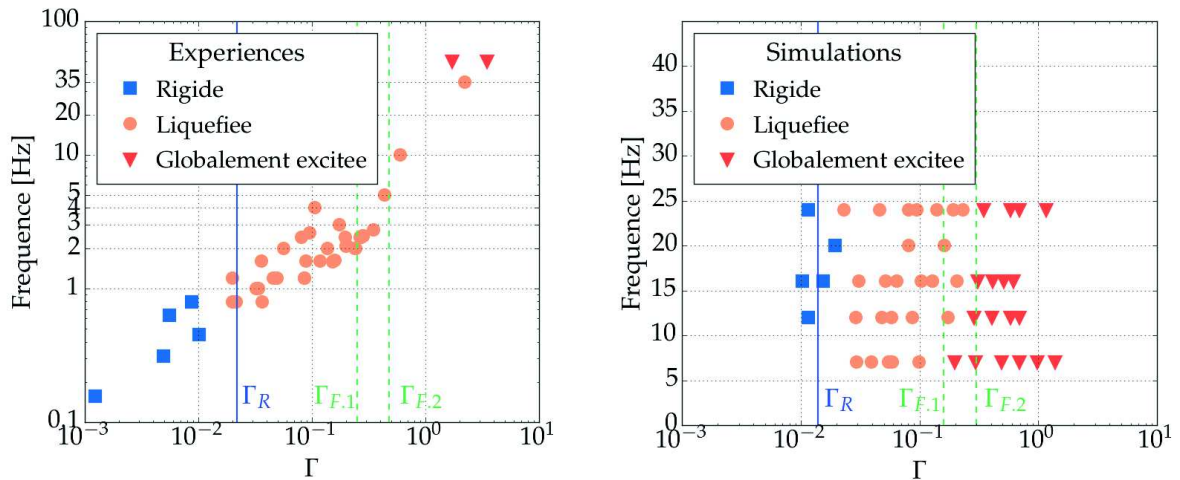 Experiences
Rigide
Liquefiee
Globalement excitee
Frequence [Hz]
100
35
20
10
5
4
3
2
1
0.1
Γ_R
Γ_F.1
Γ_F.2
10^-3
10^-2
10^-1
10^0
10^1
Γ
Simulations
Rigide
Liquefiee
Globalement excitee
Frequence [Hz]
40
35
30
25
20
15
10
5
0
Γ_R
Γ_F.1
Γ_F.2
10^-3
10^-2
10^-1
10^0
10^1
Γ